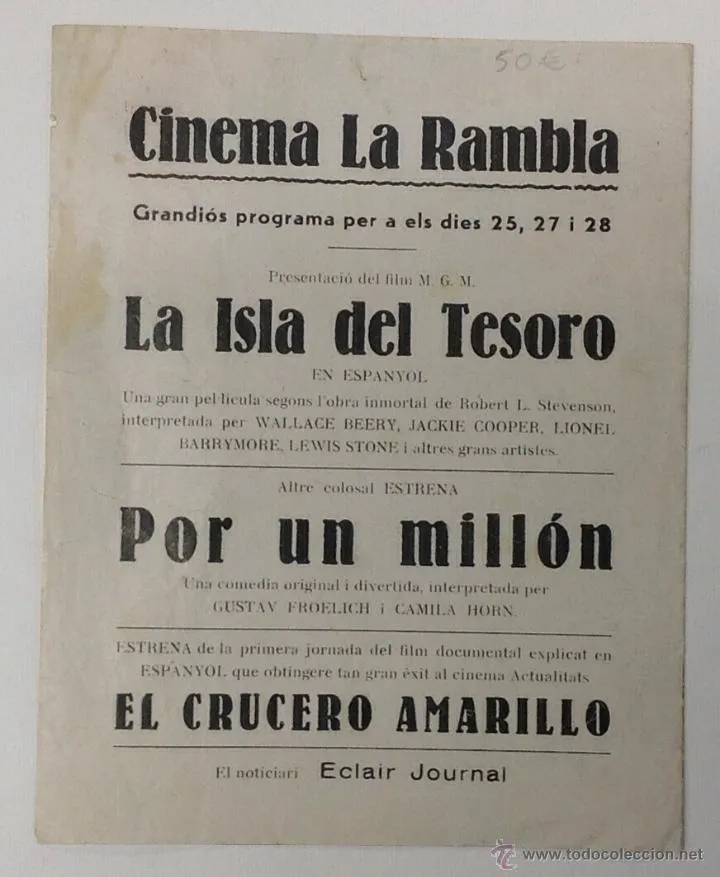 50€
Cinema La Rambla
Grandiós programa per a els dies 25, 27 i 28
Presentació del film M. G. M.
La Isla del Tesoro
EN ESPANYOL
Una gran pel·lícula segons l'obra inmortal de Robert L. Stevenson,
interpretada per WALLACE BEERY, JACKIE COOPER, LIONEL
BARRYMORE, LEWIS STONE i altres grans artistes.
Altre colosal ESTRENA
Por un millón
Una comedia original i divertida, interpretada per
GUSTAV FROELICH i CAMILA HORN.
ESTRENA de la primera jornada del film documental explicat en
ESPANYOL que obtingere tan gran èxit al cinema Actualitats
EL CRUCERO AMARILLO
El noticiari Eclair Journal
© www.todocoleccion.net